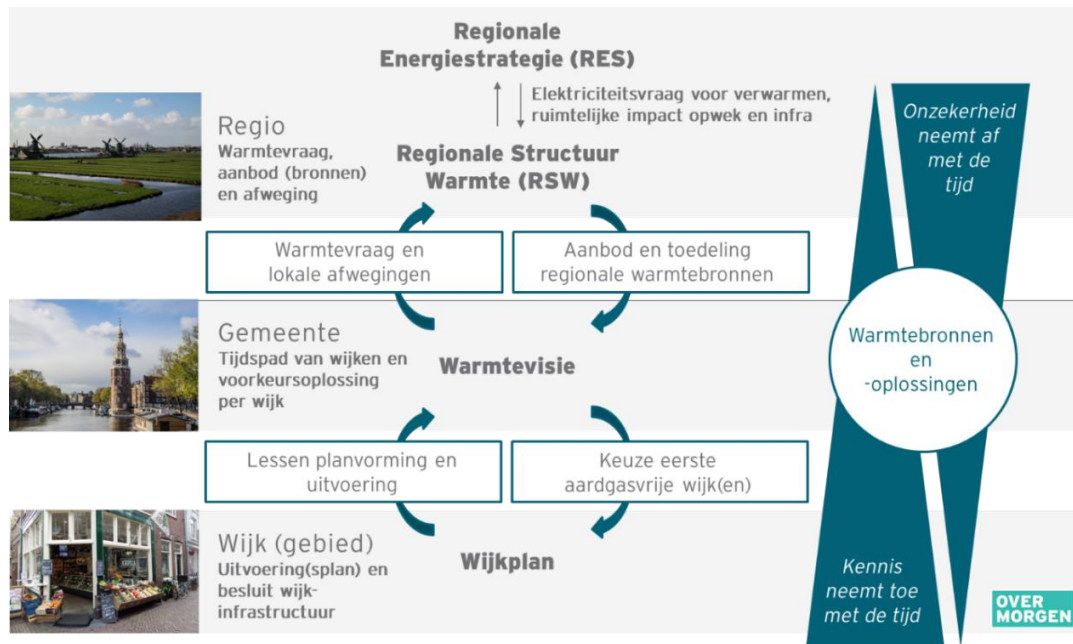 Regionale
Energiestrategie (RES)
Elektriciteitsvraag voor verwarmen,
ruimtelijke impact opwek en infra
Regio
Warmtevraag,
aanbod (bronnen)
en afweging
Regionale Structuur
Warmte (RSW)
Warmtevraag en
lokale afwegingen
Aanbod en toedeling
regionale warmtebronnen
Gemeente
Tijdspad van wijken en
voorkeursoplossing
per wijk
Warmtevisie
Lessen planvorming en
uitvoering
Keuze eerste
aardgasvrije wijk(en)
Wijk (gebied)
Uitvoering(splan) en
besluit wijk-
infrastructuur
Wijkplan
Onzekerheid
neemt af
met de
tijd
Warmtebronnen
en
-oplossingen
Kennis
neemt toe
met de tijd
OVER
MORGEN